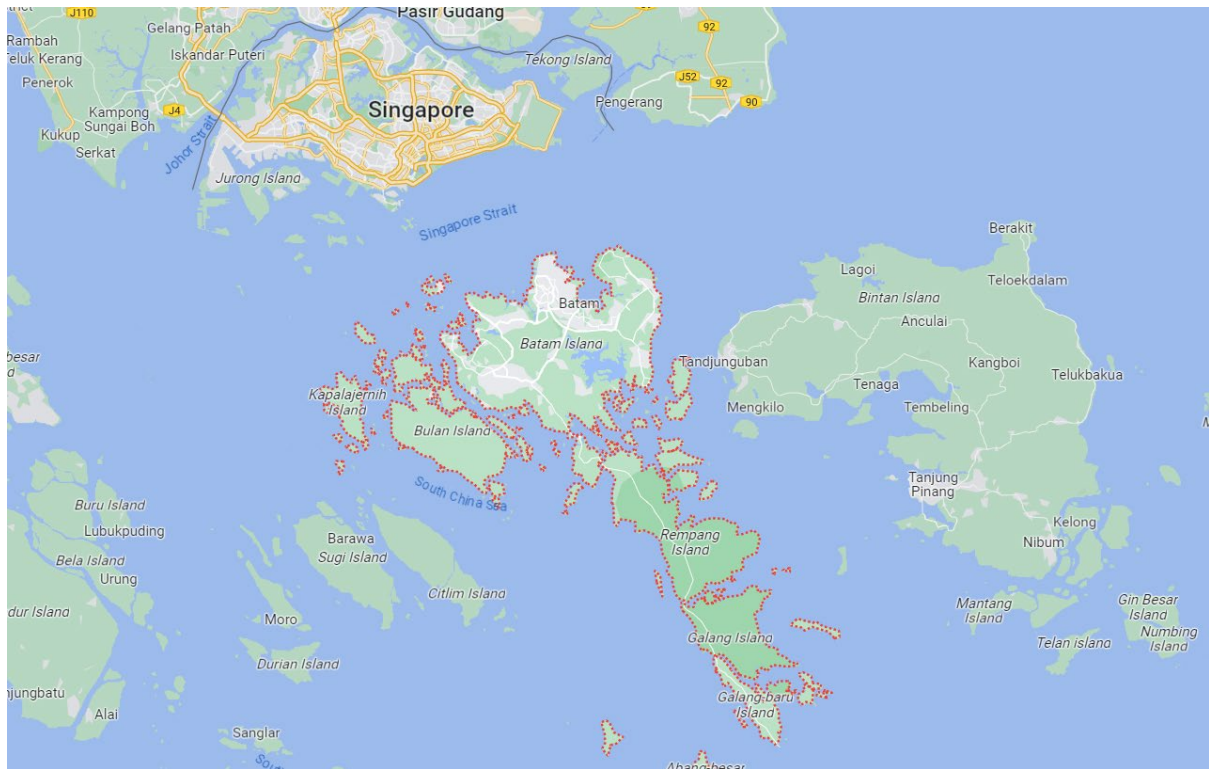 J110
Pasir Gudang
Gelang Patah
92
Rambah
Iskandar Puteri
Tekong Island
Penerok
J52
92
Kampong
Sungai Boh
J4
Singapore
Pengerang
90
Kukup
Serkat
Johor Strait
Jurong Island
Singapore Strait
Berakit
Lagoi
Teloekdalam
Bintan Island
Batam
Anculai
Batam Island
Tandjunguban
Kangboi
Telukbakua
Tenaga
Kapalajernih
Island
Mengkilo
Tembeling
Bulan Island
South China Sea
Tanjung
Pinang
Buru Island
Lubukpuding
Barawa
Sugi Island
Rempang
Island
Kelong
Nibum
Bela Island
Urung
Citlim Island
Mantang
Island
Gin Besar
Island
Moro
Galang Island
Telan island
Numbing
Island
Durian Island
Galang baru
Island
Alai
Sanglar